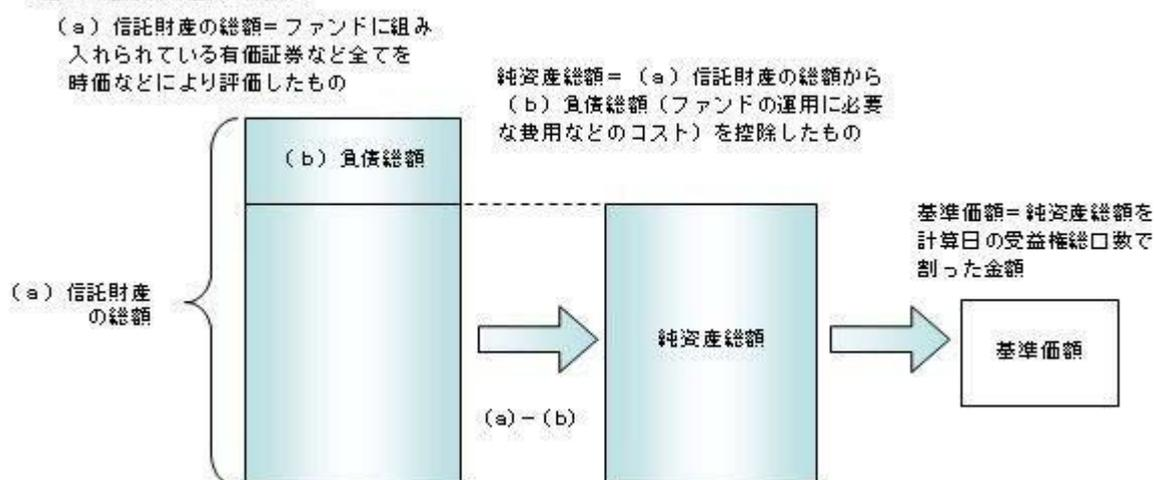 （a）信託財産の総額＝ファンドに組み
入れられている有価証券など全てを
時価などにより評価したもの
純資産総額＝（a）信託財産の総額から
（b）負債総額（ファンドの運用に必要
な費用などのコスト）を控除したもの
（b）負債総額
基準価額＝純資産総額を
計算日の受益権総口数で
割った金額
（a）信託財産
の総額
純資産総額
基準価額
(a)－(b)